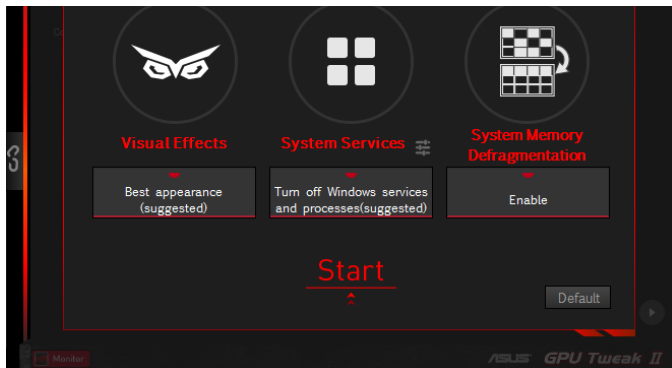 Visual Effects
System Services
System Memory
Defragmentation
Best appearance
(suggested)
Turn off Windows services
and processes(suggested)
Enable
Start
Default
Monitor
ASUS GPU Tweak II